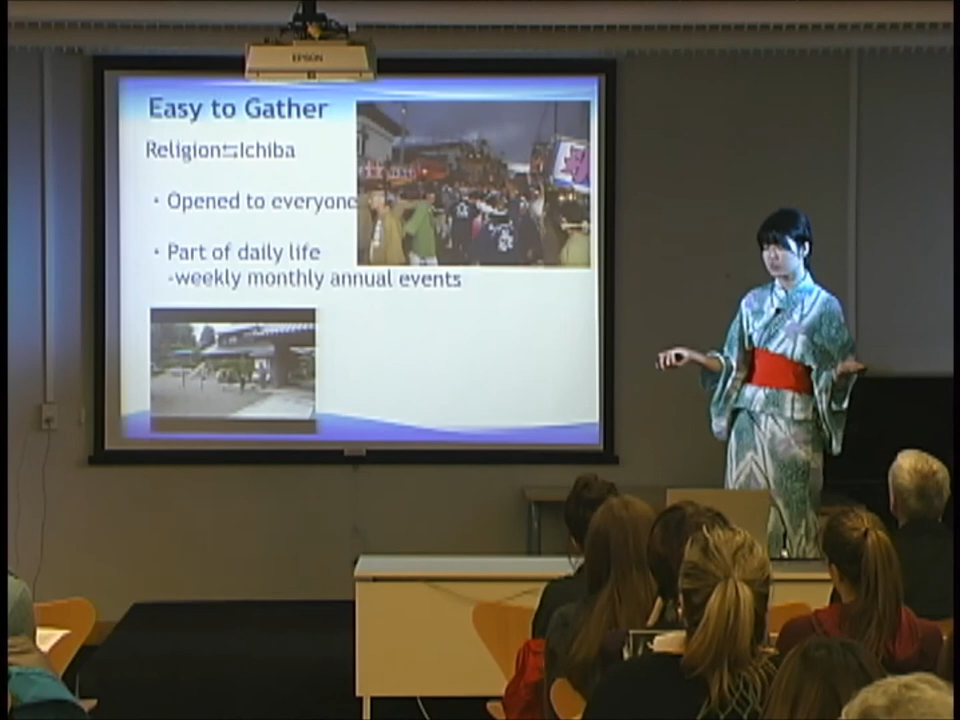 EPSON
Easy to Gather
Religion⇆Ichiba
・Opened to everyone
・Part of daily life
-weekly monthly annual events